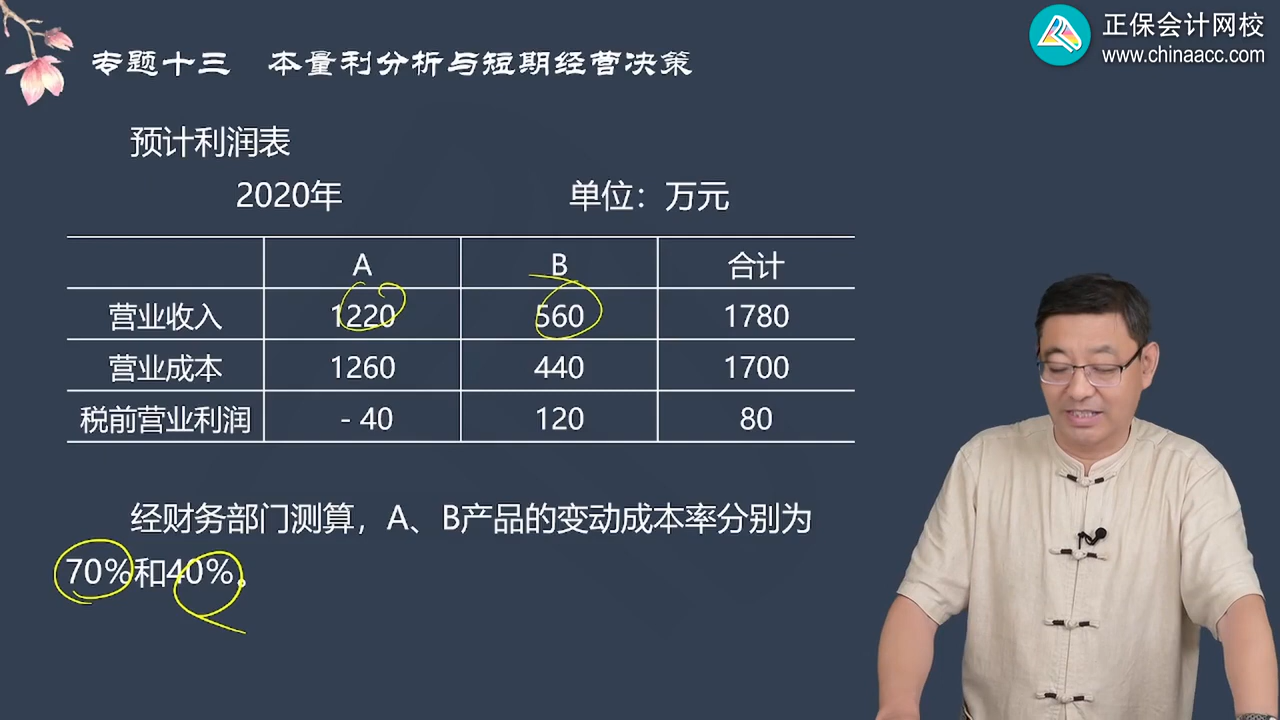 正保会计网校
www.chinaacc.com
专题十三 本量利分析与短期经营决策
预计利润表
2020年 单位：万元
A B 合计
营业收入 1220 560 1780
营业成本 1260 440 1700
税前营业利润 - 40 120 80
经财务部门测算，A、B产品的变动成本率分别为
70%和40%。